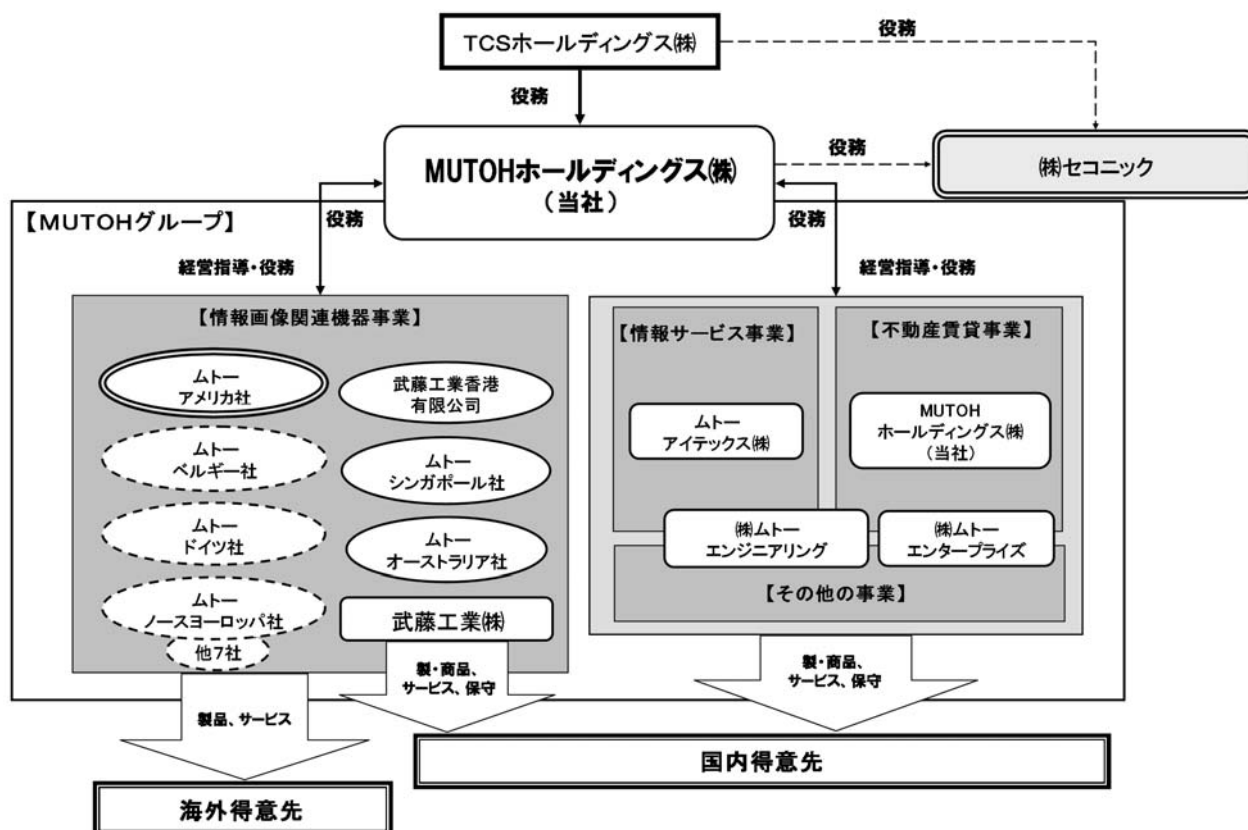 TCSホールディングス㈱
役務
役務
MUTOHホールディングス㈱
(当社)
役務
㈱セコニック
【MUTOHグループ】
役務
役務
経営指導・役務
経営指導・役務
【情報画像関連機器事業】
ムトー
アメリカ社
武藤工業香港
有限公司
ムトー
ベルギー社
ムトー
シンガポール社
ムトー
ドイツ社
ムトー
オーストラリア社
ムトー
ノースヨーロッパ社
他7社
武藤工業㈱
【情報サービス事業】
【不動産賃貸事業】
ムトー
アイテックス㈱
MUTOH
ホールディングス㈱
(当社)
㈱ムトー
エンジニアリング
㈱ムトー
エンタープライズ
【その他の事業】
製・商品、
サービス、保守
製・商品、
サービス、保守
製品、サービス
国内得意先
海外得意先